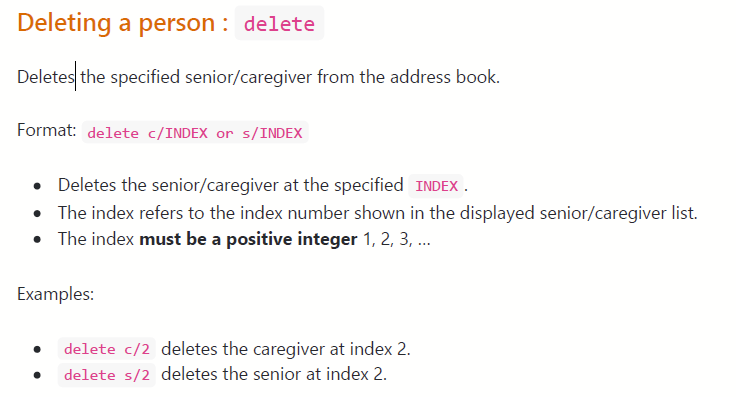 Deleting a person : delete
Deletes the specified senior/caregiver from the address book.
Format: delete c/INDEX or s/INDEX
• Deletes the senior/caregiver at the specified INDEX.
• The index refers to the index number shown in the displayed senior/caregiver list.
• The index must be a positive integer 1, 2, 3, …
Examples:
• delete c/2 deletes the caregiver at index 2.
• delete s/2 deletes the senior at index 2.